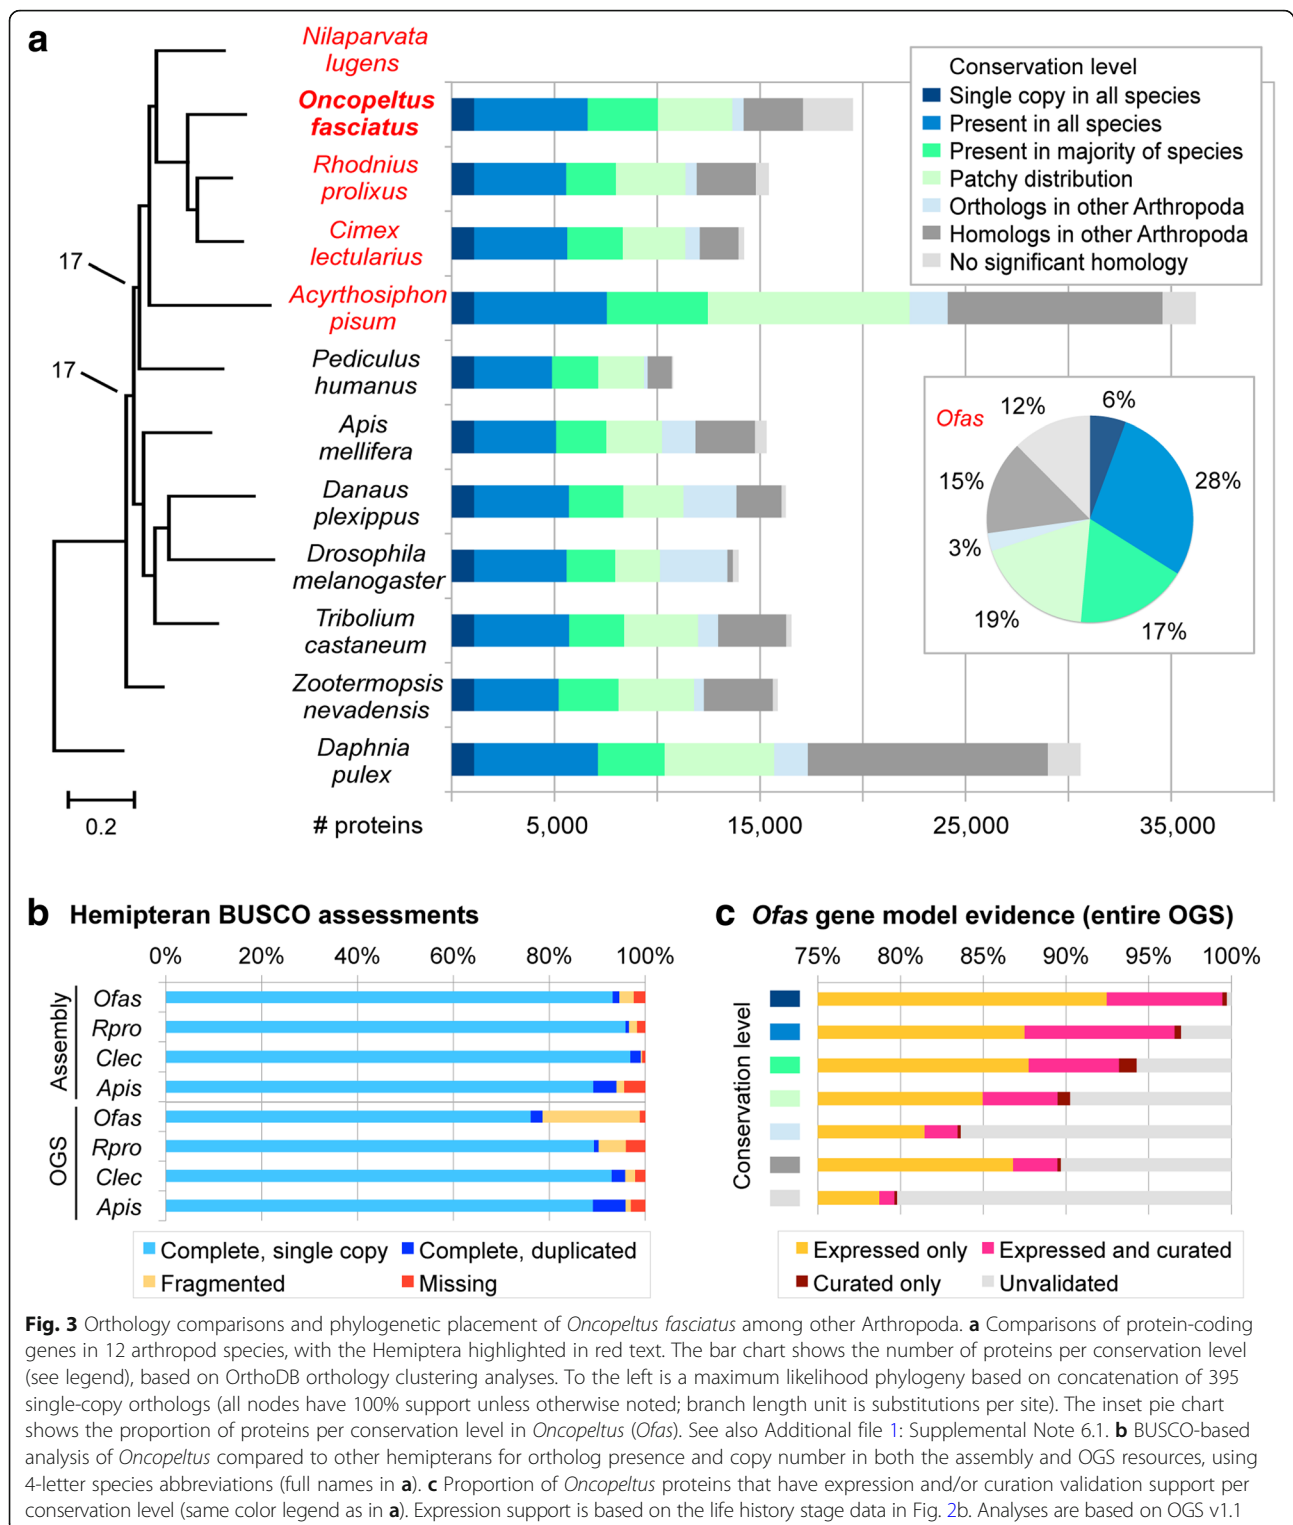 a
Nilaparvata
lugens
Oncopeltus
fasciatus
Rhodnius
prolixus
Cimex
lectularius
Acyrthosiphon
pisum
Pediculus
humanus
Apis
mellifera
Danaus
plexippus
Drosophila
melanogaster
Tribolium
castaneum
Zootermopsis
nevadensis
Daphnia
pulex
17
17
0.2
# proteins
5,000
15,000
25,000
35,000
Conservation level
Single copy in all species
Present in all species
Present in majority of species
Patchy distribution
Orthologs in other Arthropoda
Homologs in other Arthropoda
No significant homology
Ofas
12%
6%
28%
15%
3%
19%
17%
b Hemipteran BUSCO assessments
0% 20% 40% 60% 80% 100%
Assembly
Ofas
Rpro
Clec
Apis
OGS
Ofas
Rpro
Clec
Apis
Complete, single copy
Complete, duplicated
Fragmented
Missing
c Ofas gene model evidence (entire OGS)
75% 80% 85% 90% 95% 100%
Conservation level
Expressed only
Expressed and curated
Curated only
Unvalidated
Fig. 3 Orthology comparisons and phylogenetic placement of Oncopeltus fasciatus among other Arthropoda. a Comparisons of protein-coding
genes in 12 arthropod species, with the Hemiptera highlighted in red text. The bar chart shows the number of proteins per conservation level
(see legend), based on OrthoDB orthology clustering analyses. To the left is a maximum likelihood phylogeny based on concatenation of 395
single-copy orthologs (all nodes have 100% support unless otherwise noted; branch length unit is substitutions per site). The inset pie chart
shows the proportion of proteins per conservation level in Oncopeltus (Ofas). See also Additional file 1: Supplemental Note 6.1. b BUSCO-based
analysis of Oncopeltus compared to other hemipterans for ortholog presence and copy number in both the assembly and OGS resources, using
4-letter species abbreviations (full names in a). c Proportion of Oncopeltus proteins that have expression and/or curation validation support per
conservation level (same color legend as in a). Expression support is based on the life history stage data in Fig. 2b. Analyses are based on OGS v1.1